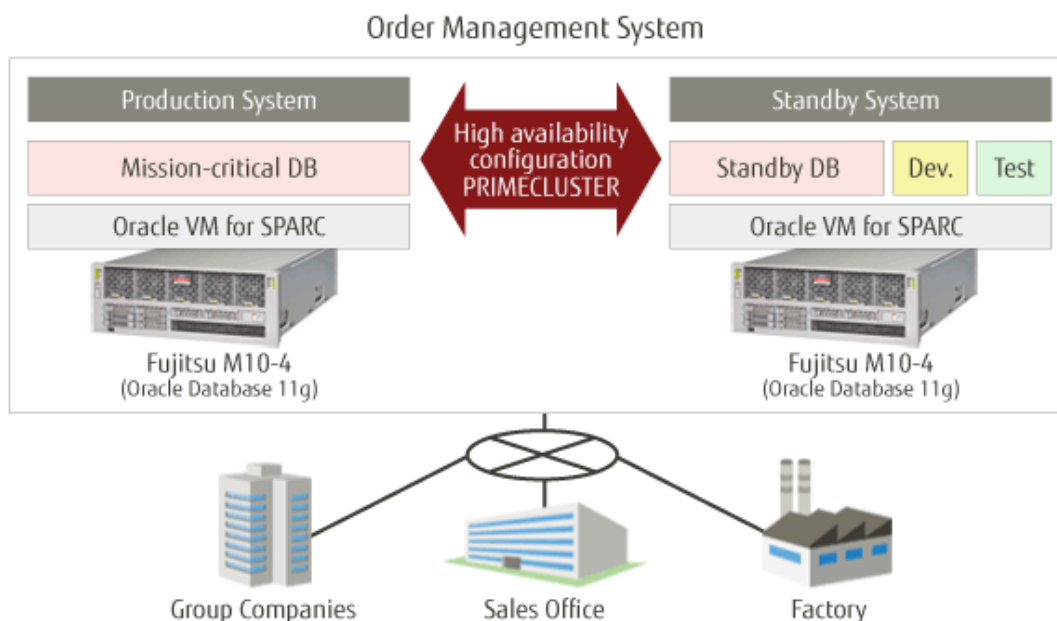 Order Management System
Production System
Mission-critical DB
Oracle VM for SPARC
Fujitsu M10-4
(Oracle Database 11g)
High availability
configuration
PRIMECLUSTER
Standby System
Standby DB
Dev.
Test
Oracle VM for SPARC
Fujitsu M10-4
(Oracle Database 11g)
Group Companies
Sales Office
Factory